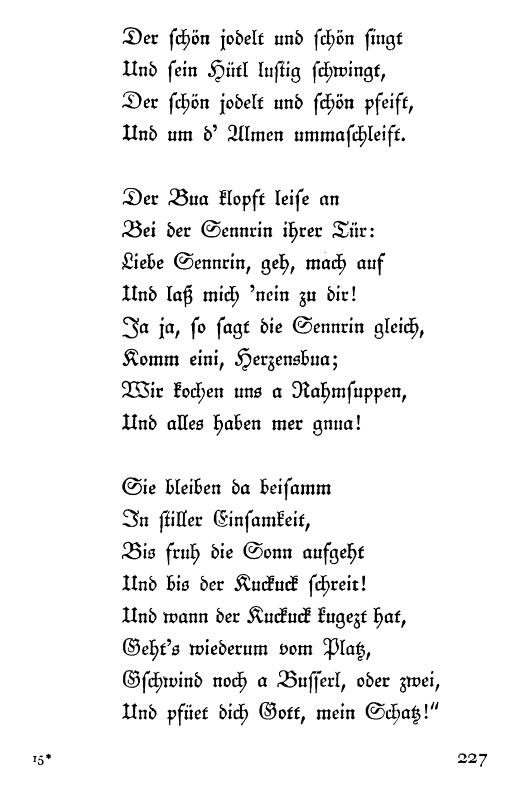 Der schön jodelt und schön singt
Und sein Hütl lustig schwingt,
Der schön jodelt und schön pfeift,
Und um d' Almen ummaschleift.
Der Bua klopft leise an
Bei der Sennrin ihrer Tür:
Liebe Sennrin, geh, mach auf
Und laß mich 'nein zu dir!
Ja ja, so sagt die Sennrin gleich,
Komm eini, Herzensbua;
Wir kochen uns a Rahmsuppen,
Und alles haben mer gnua!
Sie bleiben da beisamm
In stiller Einsamkeit,
Bis fruh die Sonn aufgeht
Und bis der Kuckuck schreit!
Und wann der Kuckuck kugezt hat,
Geht's wiederum vom Platz,
Gschwind noch a Busserl, oder zwei,
Und pfüet dich Gott, mein Schatz!"
15*
227